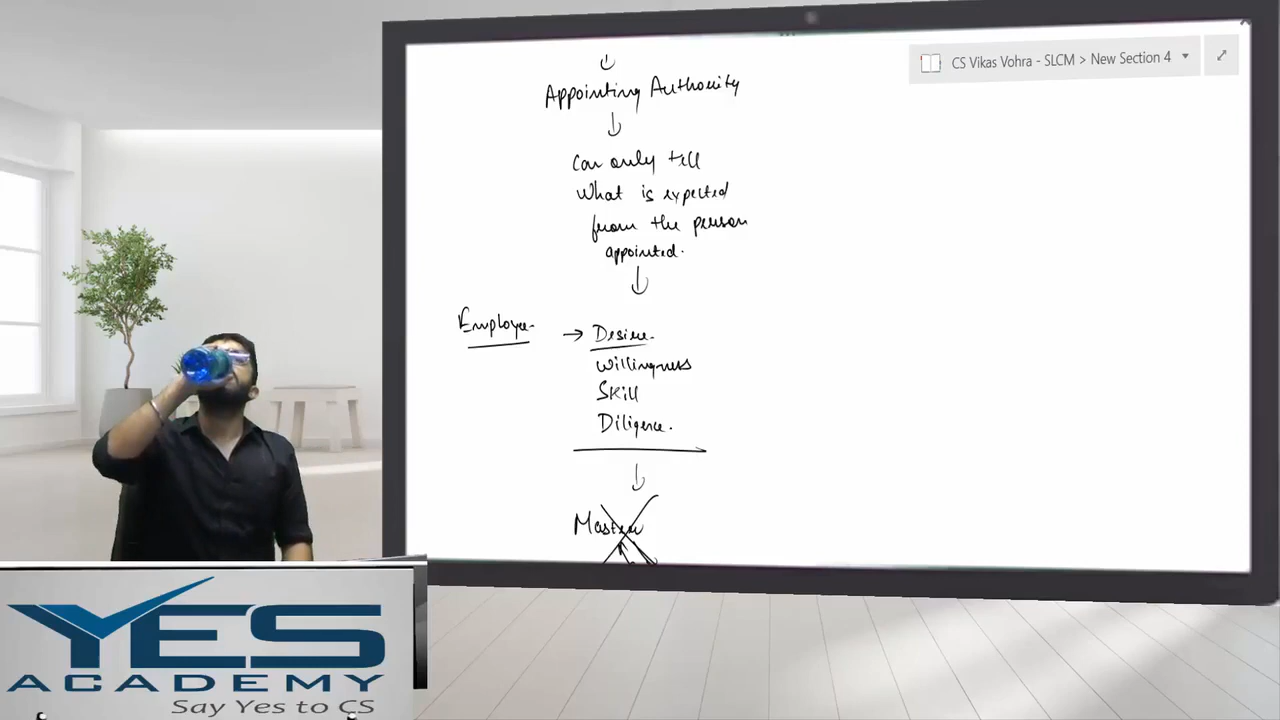 CS Vikas Vohra - SLCM > New Section 4
Appointing Authority
Can only tell
What is expected
from the person
appointed.
Employee → Desire.
Willingness
Skill
Diligence.
Master
YES
ACADEMY
Say Yes to CS